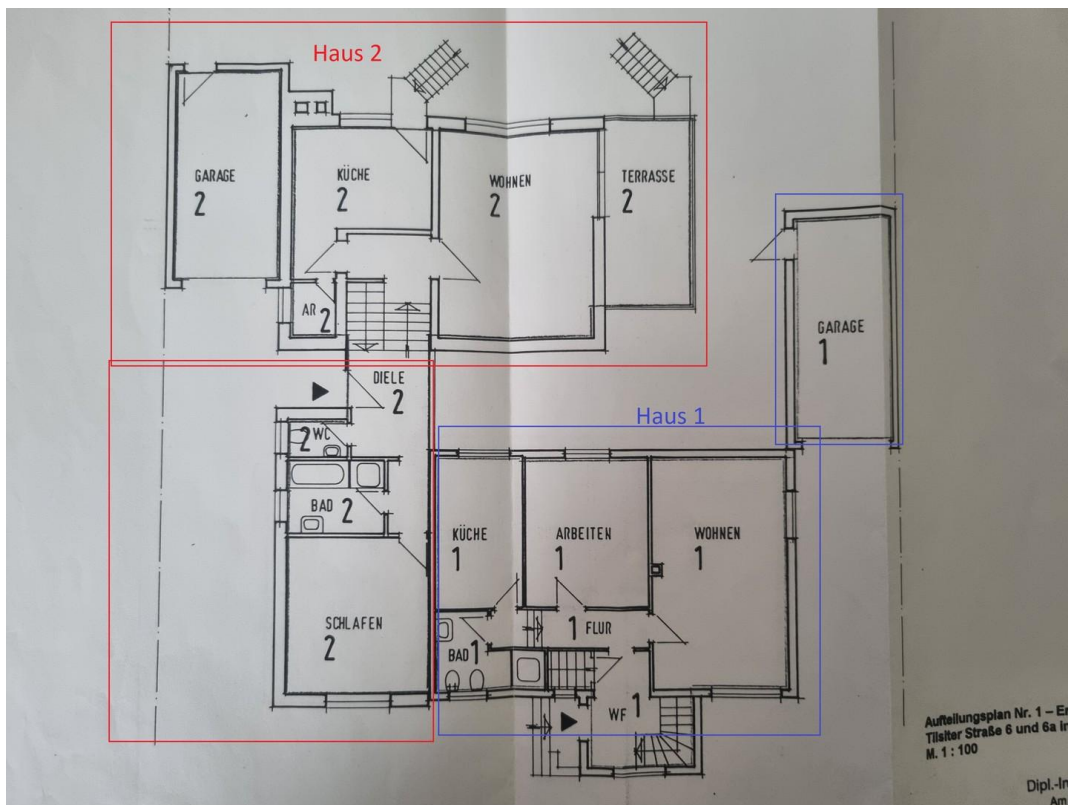 Haus 2
GARAGE
2
KÜCHE
2
WOHNEN
2
TERRASSE
2
AR
2
GARAGE
1
DIELE
2
WC
2
Haus 1
BAD 2
KÜCHE
1
ARBEITEN
1
WOHNEN
1
SCHLAFEN
2
1 FLUR
BAD 1
WF 1
Aufteilungsplan Nr. 1 –
Tilsiter Straße 6 und 6a
M. 1 : 100
Am